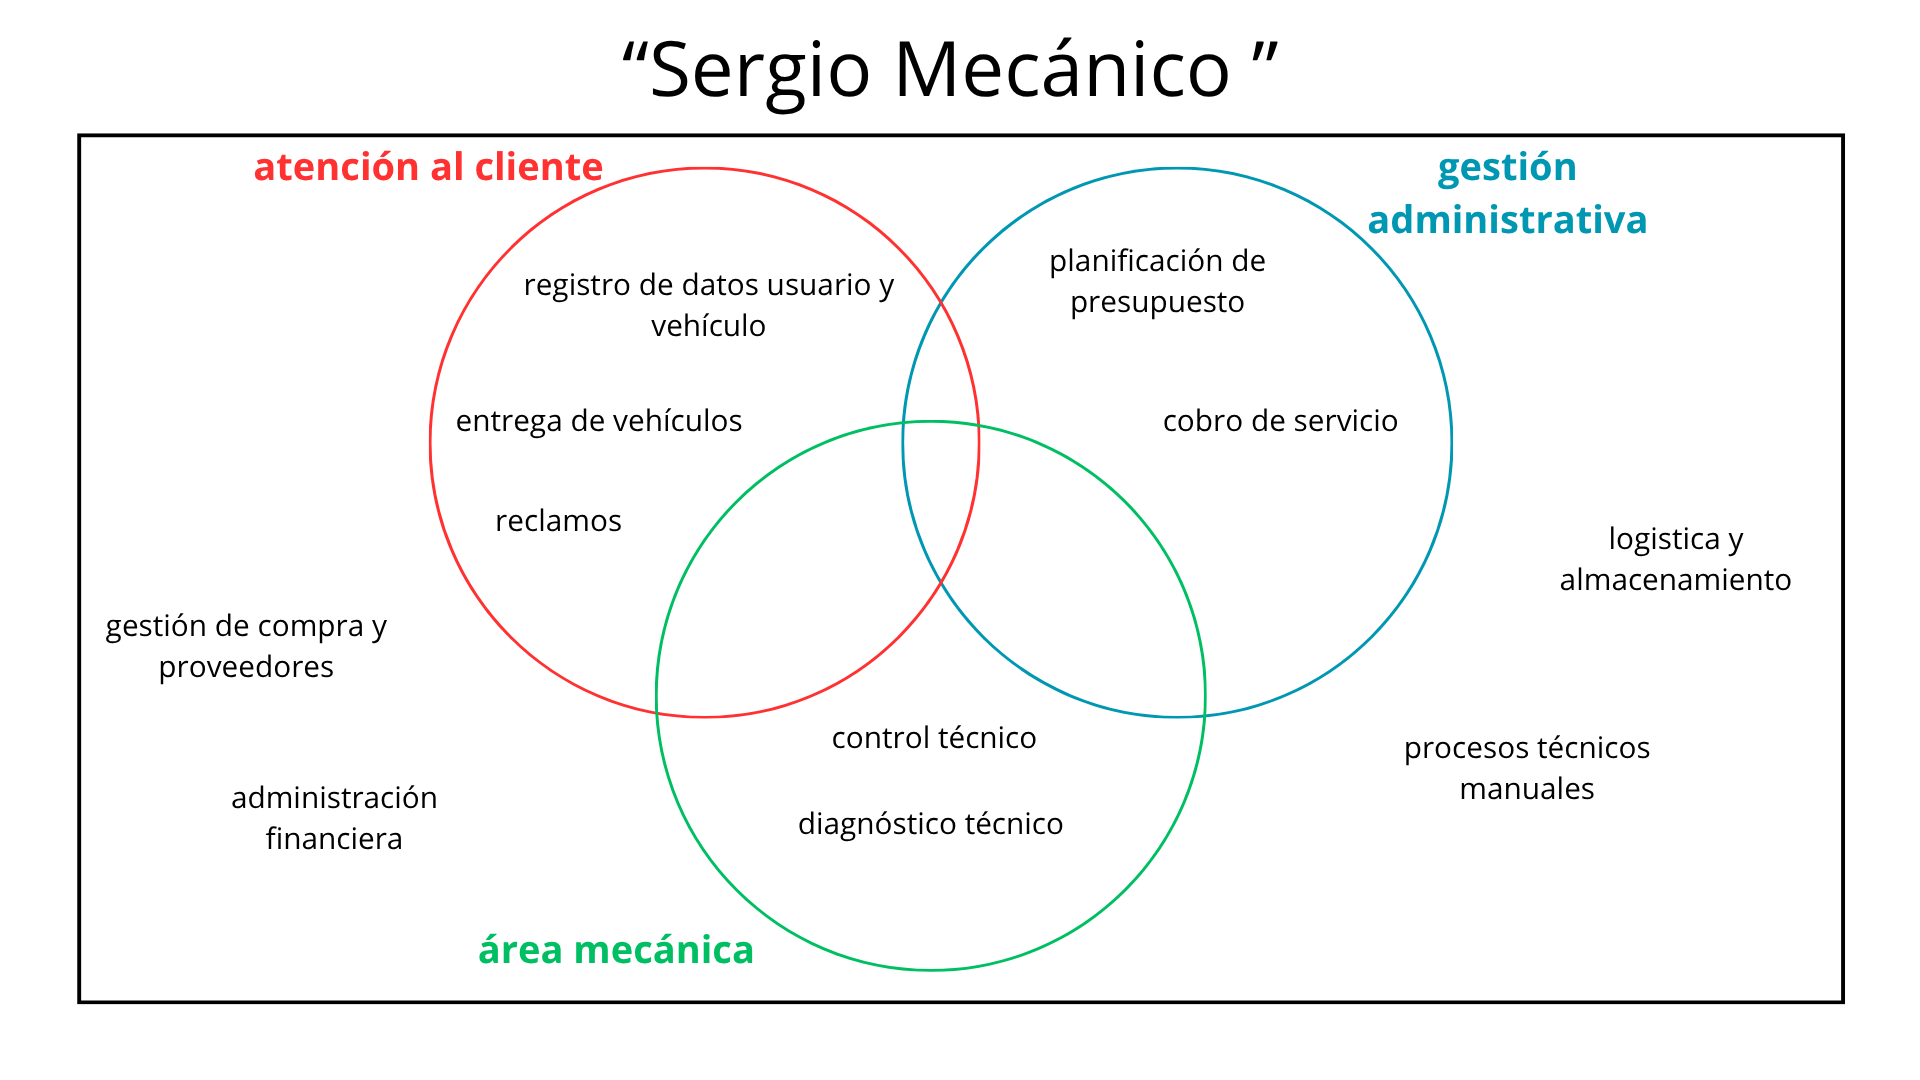 “Sergio Mecánico ”
atención al cliente
gestión
administrativa
registro de datos usuario y
vehículo
planificación de
presupuesto
entrega de vehículos
cobro de servicio
reclamos
logistica y
almacenamiento
gestión de compra y
proveedores
control técnico
procesos técnicos
manuales
administración
financiera
diagnóstico técnico
área mecánica